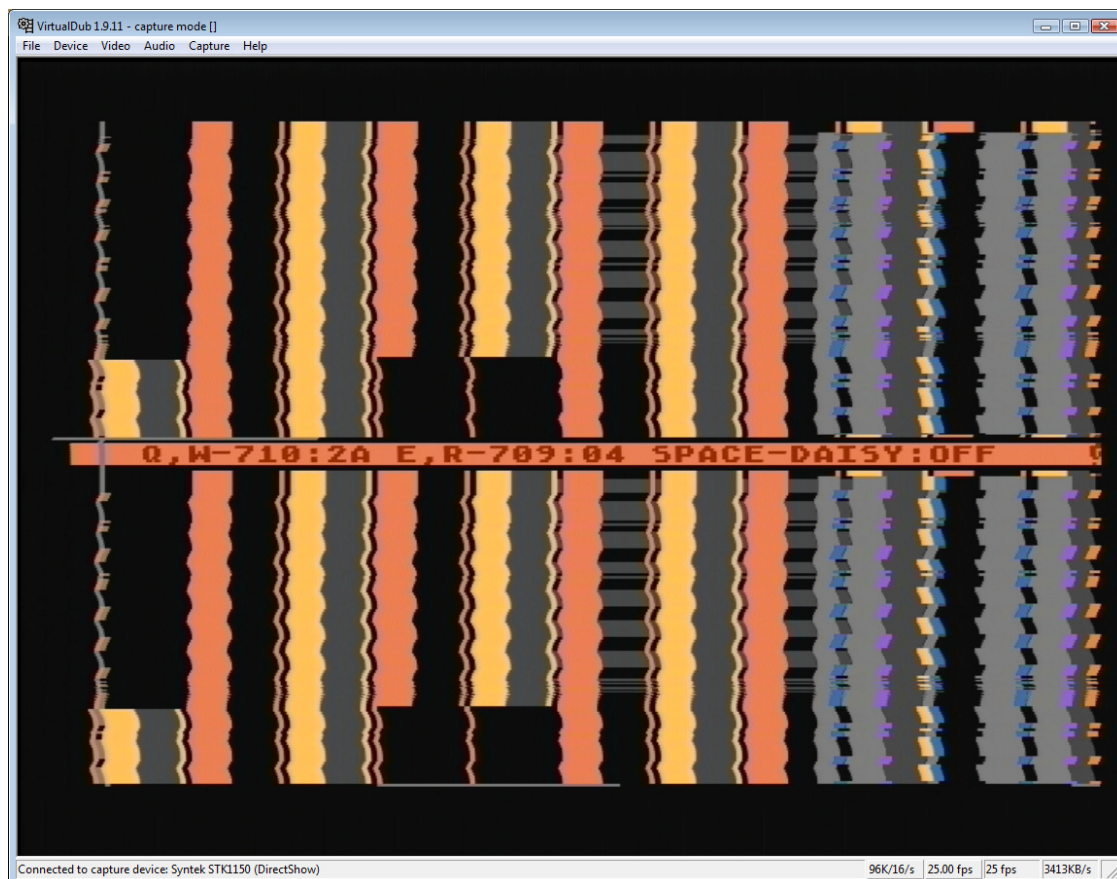 VirtualDub 1.9.11 - capture mode []
File Device Video Audio Capture Help
Q,W-710:2A E,R-709:04 SPACE-DAISY:OFF
Connected to capture device: Syntek STK1150 (DirectShow) 96K/16/s 25.00 fps 25 fps 3413KB/s